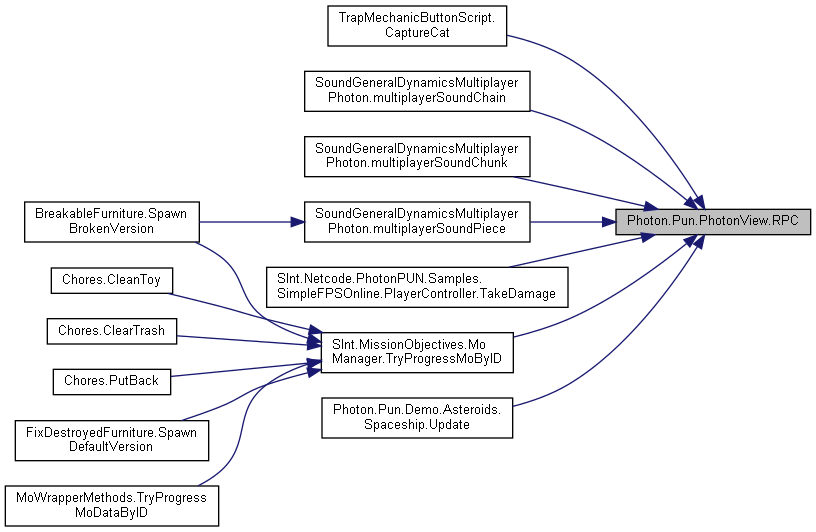 TrapMechanicButtonScript.
CaptureCat
SoundGeneralDynamicsMultiplayer
Photon.multiplayerSoundChain
SoundGeneralDynamicsMultiplayer
Photon.multiplayerSoundChunk
BreakableFurniture.Spawn
BrokenVersion
SoundGeneralDynamicsMultiplayer
Photon.multiplayerSoundPiece
Photon.Pun.PhotonView.RPC
SInt.Netcode.PhotonPUN.Samples.
SimpleFPSOnline.PlayerController.TakeDamage
Chores.CleanToy
Chores.ClearTrash
SInt.MissionObjectives.Mo
Manager.TryProgressMoByID
Chores.PutBack
Photon.Pun.Demo.Asteroids.
Spaceship.Update
FixDestroyedFurniture.Spawn
DefaultVersion
MoWrapperMethods.TryProgress
MoDataByID